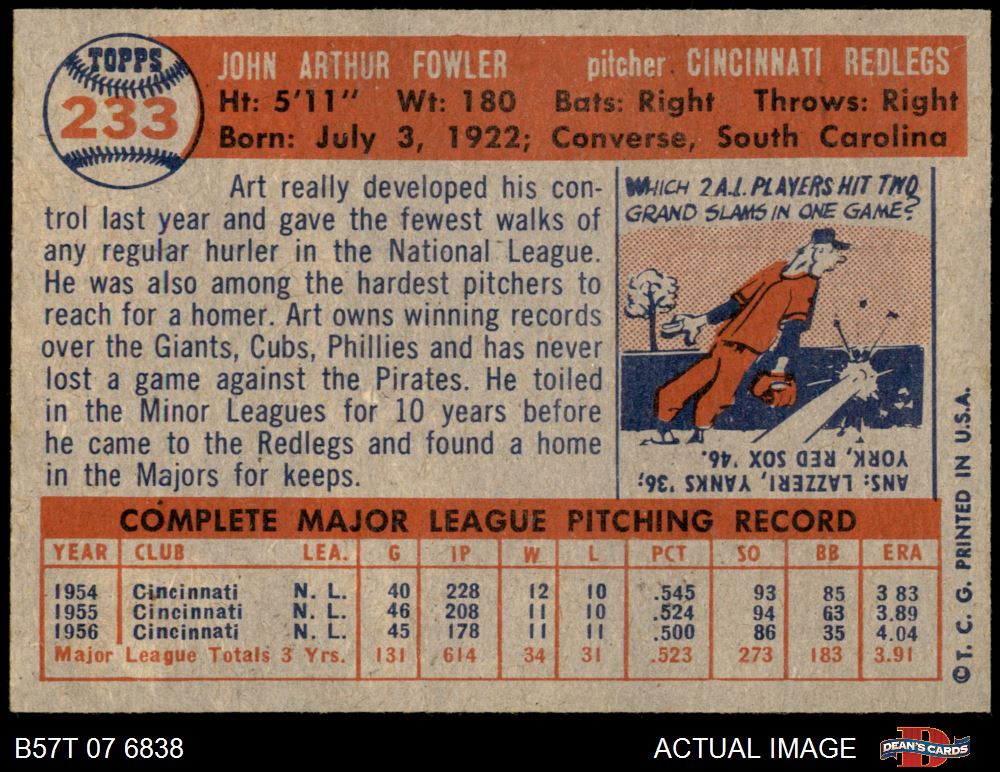 TOPPS
233
JOHN ARTHUR FOWLER pitcher CINCINNATI REDLEGS
Ht: 5'11" Wt: 180 Bats: Right Throws: Right
Born: July 3, 1922; Converse, South Carolina
Art really developed his con-
trol last year and gave the fewest walks of
any regular hurler in the National League.
He was also among the hardest pitchers to
reach for a homer. Art owns winning records
over the Giants, Cubs, Phillies and has never
lost a game against the Pirates. He toiled
in the Minor Leagues for 10 years before
he came to the Redlegs and found a home
in the Majors for keeps.
WHICH 2 A.L. PLAYERS HIT TWO
GRAND SLAMS IN ONE GAME?
ANS: LAZZERI, YANKS '36;
YORK, RED SOX '46.
COMPLETE MAJOR LEAGUE PITCHING RECORD
YEAR CLUB LEA. G IP W L PCT SO BB ERA
1954 Cincinnati N. L. 40 228 12 10 .545 93 85 3 83
1955 Cincinnati N. L. 46 208 11 10 .524 94 63 3.89
1956 Cincinnati N. L. 45 178 11 11 .500 86 35 4.04
Major League Totals 3 Yrs. 131 614 34 31 .523 273 183 3.91
© T. C. G. PRINTED IN U.S.A.
B57T 07 6838 ACTUAL IMAGE DEAN'S CARDS